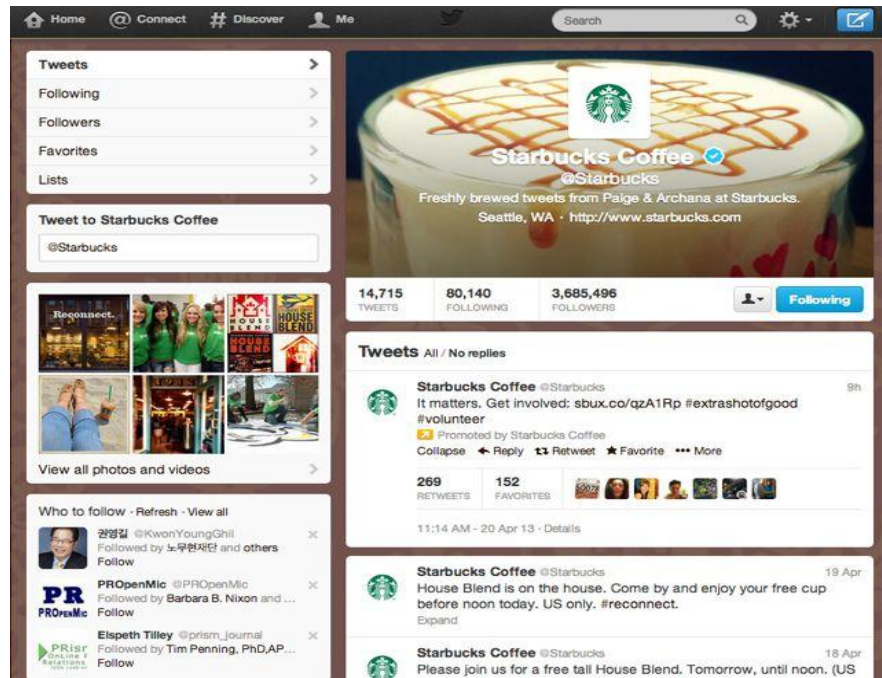 Home
Connect
Discover
Me
Search
Tweets
Following
Followers
Favorites
Lists
Tweet to Starbucks Coffee
@Starbucks
Reconnect.
HOUSE BLEND
HOUSE BLEND
View all photos and videos
Who to follow · Refresh · View all
권영길 @KwonYoungGhil
Followed by 노무현재단 and others
Follow
PR
PROPENMIC
PROpenMic @PROpenMic
Followed by Barbara B. Nixon and ...
Follow
PRisr
Elspeth Tilley @prism_journal
Followed by Tim Penning, PhD,AP...
Follow
Starbucks Coffee
@Starbucks
Freshly brewed tweets from Paige & Archana at Starbucks.
Seattle, WA · http://www.starbucks.com
14,715 80,140 3,685,496
TWEETS FOLLOWING FOLLOWERS
Following
Tweets All / No replies
Starbucks Coffee @Starbucks 9h
It matters. Get involved: sbux.co/qzA1Rp #extrashotofgood
#volunteer
Promoted by Starbucks Coffee
Collapse Reply Retweet Favorite More
269 152
RETWEETS FAVORITES
11:14 AM - 20 Apr 13 · Details
Starbucks Coffee @Starbucks 19 Apr
House Blend is on the house. Come by and enjoy your free cup
before noon today. US only. #reconnect.
Expand
Starbucks Coffee @Starbucks 18 Apr
Please join us for a free tall House Blend. Tomorrow, until noon. (US